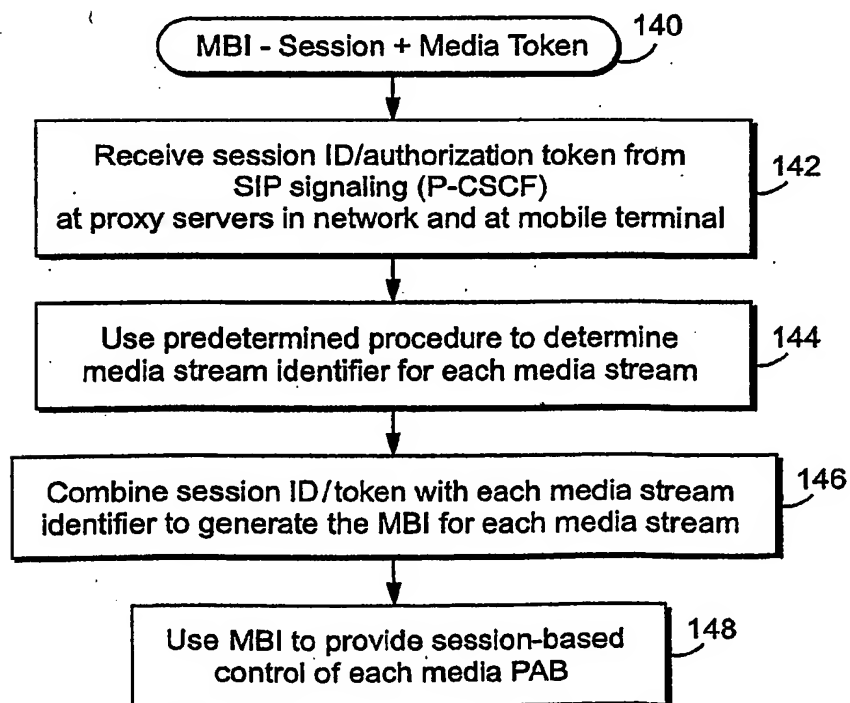 MBI - Session + Media Token
140
Receive session ID/authorization token from
SIP signaling (P-CSCF)
at proxy servers in network and at mobile terminal
142
Use predetermined procedure to determine
media stream identifier for each media stream
144
Combine session ID/token with each media stream
identifier to generate the MBI for each media stream
146
Use MBI to provide session-based
control of each media PAB
148